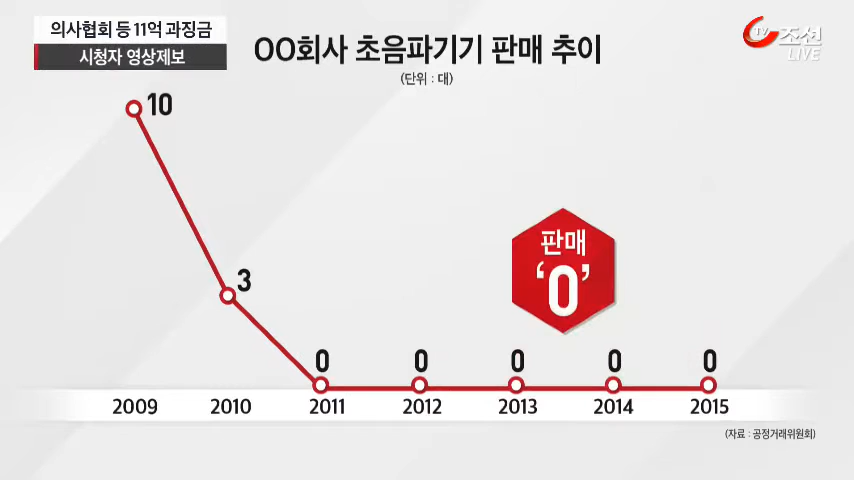 의사협회 등 11억 과징금
시청자 영상제보
OO회사 초음파기기 판매 추이
(단위 : 대)
TV조선
LIVE
10
3
판매
‘0’
0 0 0 0 0
2009 2010 2011 2012 2013 2014 2015
(자료 : 공정거래위원회)